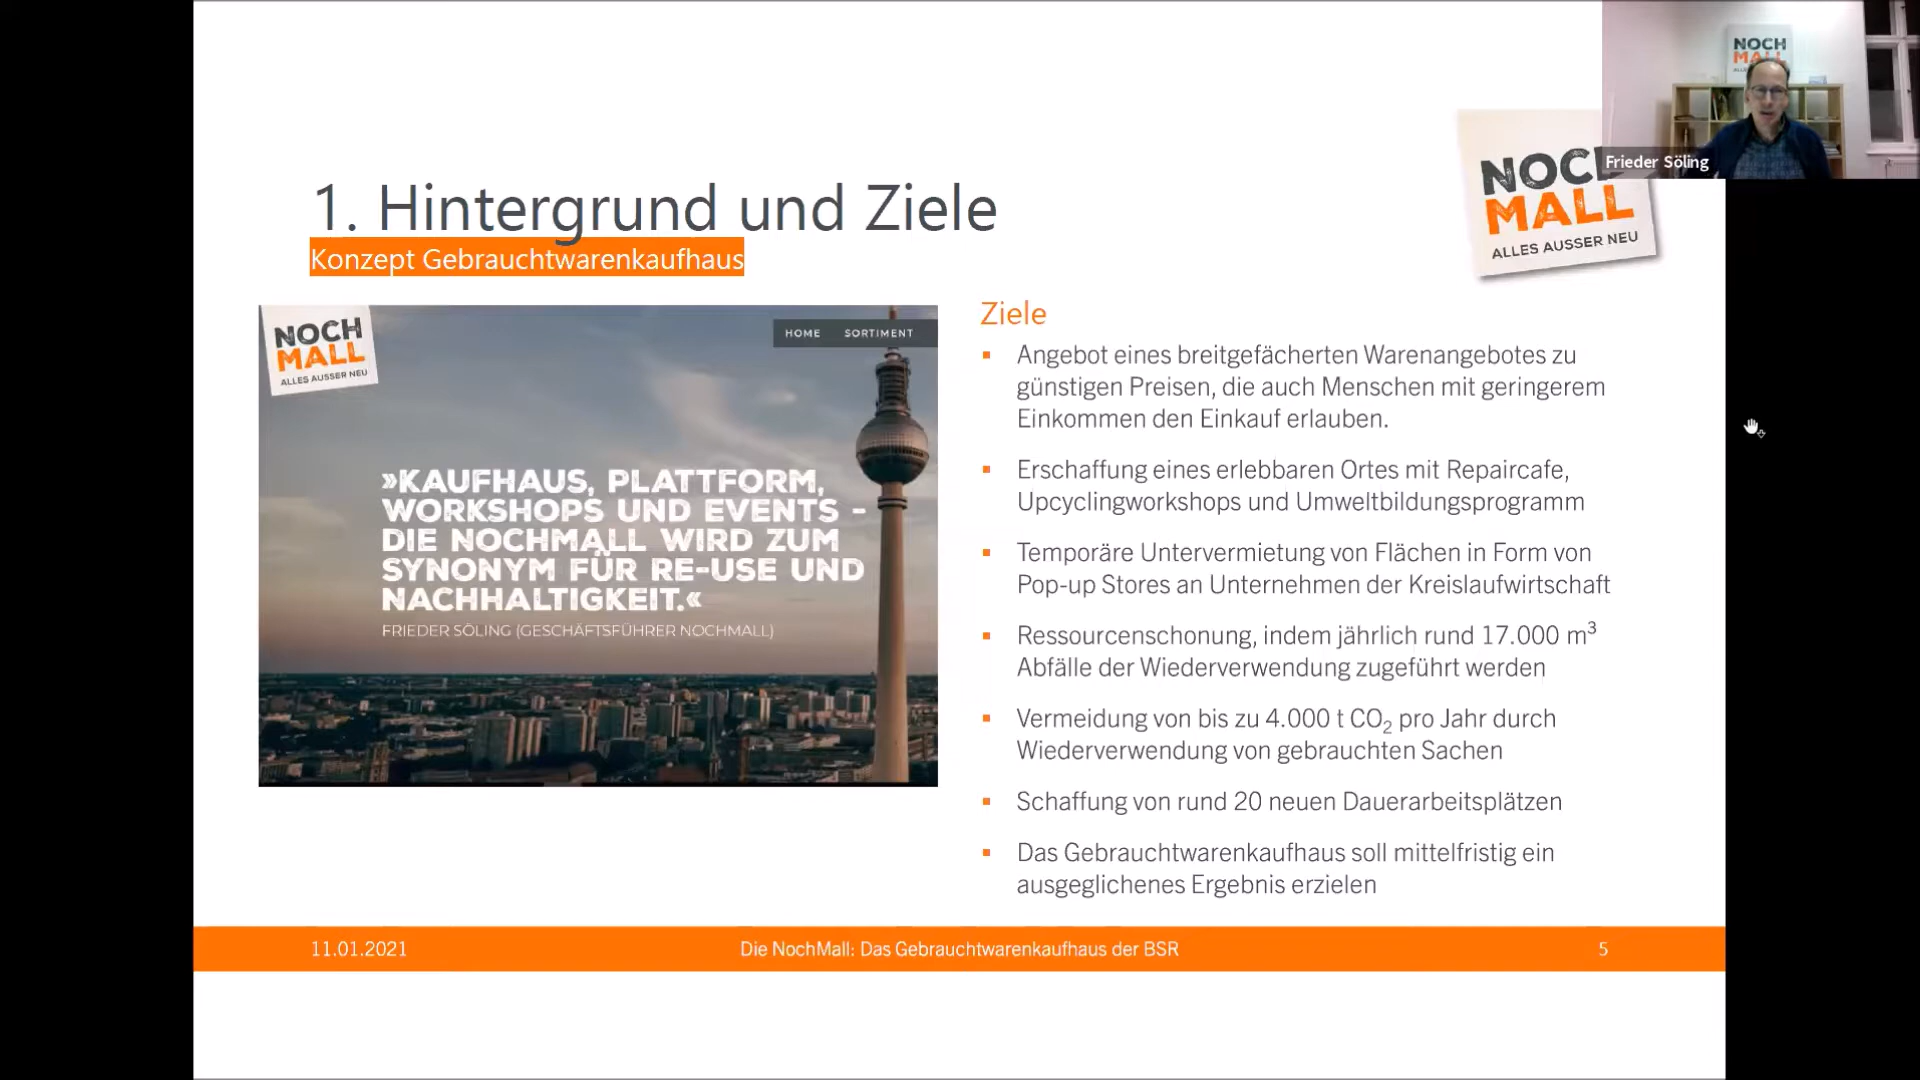 NOCH
MALL
Frieder Söling
NOC
MALL
ALLES AUSSER NEU
1. Hintergrund und Ziele
Konzept Gebrauchtwarenkaufhaus
NOCH
MALL
ALLES AUSSER NEU
HOME SORTIMENT
»KAUFHAUS, PLATTFORM,
WORKSHOPS UND EVENTS –
DIE NOCHMALL WIRD ZUM
SYNONYM FÜR RE-USE UND
NACHHALTIGKEIT.«
FRIEDER SÖLING (GESCHÄFTSFÜHRER NOCHMALL)
Ziele
▪ Angebot eines breitgefächerten Warenangebotes zu
günstigen Preisen, die auch Menschen mit geringerem
Einkommen den Einkauf erlauben.
▪ Erschaffung eines erlebbaren Ortes mit Repaircafe,
Upcyclingworkshops und Umweltbildungsprogramm
▪ Temporäre Untervermietung von Flächen in Form von
Pop-up Stores an Unternehmen der Kreislaufwirtschaft
▪ Ressourcenschonung, indem jährlich rund 17.000 m³
Abfälle der Wiederverwendung zugeführt werden
▪ Vermeidung von bis zu 4.000 t CO₂ pro Jahr durch
Wiederverwendung von gebrauchten Sachen
▪ Schaffung von rund 20 neuen Dauerarbeitsplätzen
▪ Das Gebrauchtwarenkaufhaus soll mittelfristig ein
ausgeglichenes Ergebnis erzielen
11.01.2021 Die NochMall: Das Gebrauchtwarenkaufhaus der BSR 5